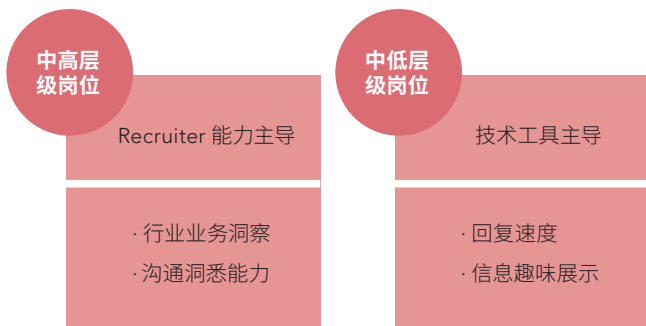 中高层
级岗位
Recruiter 能力主导
· 行业业务洞察
· 沟通洞悉能力
中低层
级岗位
技术工具主导
· 回复速度
· 信息趣味展示